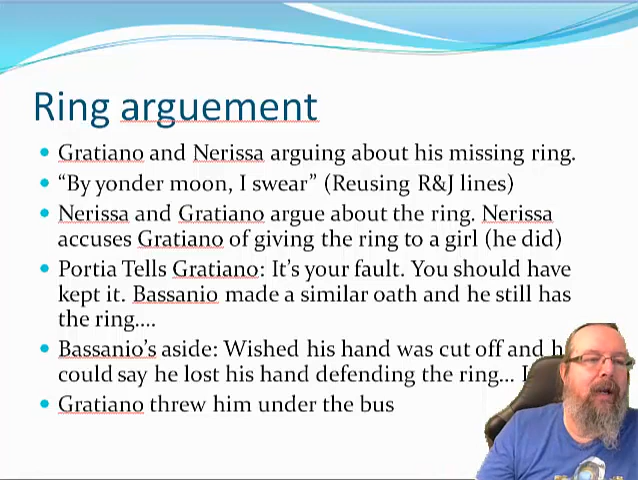 Ring arguement
Gratiano and Nerissa arguing about his missing ring.
“By yonder moon, I swear” (Reusing R&J lines)
Nerissa and Gratiano argue about the ring. Nerissa
accuses Gratiano of giving the ring to a girl (he did)
Portia Tells Gratiano: It’s your fault. You should have
kept it. Bassanio made a similar oath and he still has
the ring....
Bassanio’s aside: Wished his hand was cut off and
could say he lost his hand defending the ring...
Gratiano threw him under the bus